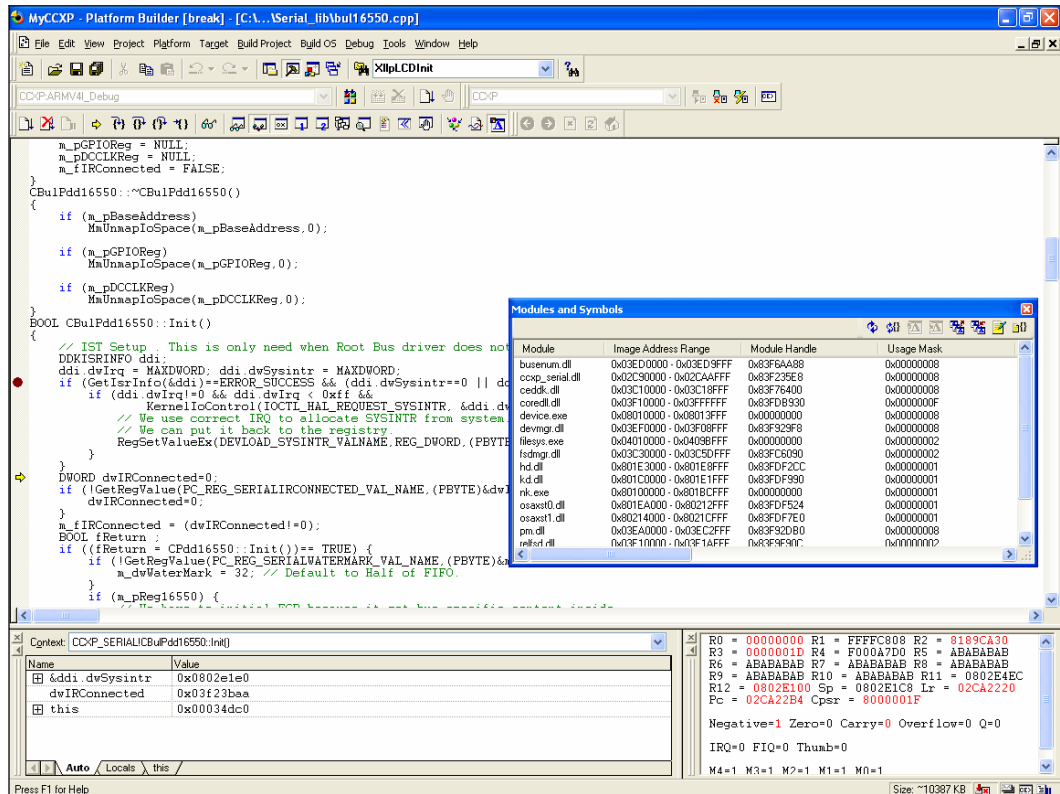 MyCCXP - Platform Builder [break] - [C:\...\Serial_lib\bul16550.cpp]
File Edit View Project Platform Target Build Project Build OS Debug Tools Window Help
XllpLCDInit
CCXP:ARMV4I_Debug
CCXP
m_pGPIOReg = NULL;
m_pDCCLKReg = NULL;
m_fIRConnected = FALSE;
}
CBulPdd16550::~CBulPdd16550()
{
if (m_pBaseAddress)
MmUnmapIoSpace(m_pBaseAddress,0);
if (m_pGPIOReg)
MmUnmapIoSpace(m_pGPIOReg,0);
if (m_pDCCLKReg)
MmUnmapIoSpace(m_pDCCLKReg,0);
}
BOOL CBulPdd16550::Init()
{
// IST Setup . This is only need when Root Bus driver does not
DDKISRINFO ddi;
ddi.dwIrq = MAXDWORD; ddi.dwSysintr = MAXDWORD;
if (GetIsrInfo(&ddi)==ERROR_SUCCESS && (ddi.dwSysintr==0 || dd
if (ddi.dwIrq!=0 && ddi.dwIrq < 0xff &&
KernelIoControl(IOCTL_HAL_REQUEST_SYSINTR, &ddi.dw
// We use correct IRQ to allocate SYSINTR from system.
// We can put it back to the registry.
RegSetValueEx(DEVLOAD_SYSINTR_VALNAME,REG_DWORD,(PBYTE
}
}
DWORD dwIRConnected=0;
if (!GetRegValue(PC_REG_SERIALIRCONNECTED_VAL_NAME,(PBYTE)&dwI
dwIRConnected=0;
}
m_fIRConnected = (dwIRConnected!=0);
BOOL fReturn ;
if ((fReturn = CPdd16550::Init())== TRUE) {
if (!GetRegValue(PC_REG_SERIALWATERMARK_VAL_NAME,(PBYTE)&m
m_dwWaterMark = 32; // Default to Half of FIFO.
}
if (m_pReg16550) {
Modules and Symbols
Module Image Address Range Module Handle Usage Mask
busenum.dll 0x03ED0000 - 0x03ED9FFF 0x83F6AA88 0x00000008
ccxp_serial.dll 0x02C90000 - 0x02CAAFFF 0x83F235E8 0x00000008
ceddk.dll 0x03C10000 - 0x03C18FFF 0x83F76400 0x00000008
coredll.dll 0x03F10000 - 0x03FFFFFF 0x83FDB930 0x0000000F
device.exe 0x08010000 - 0x08013FFF 0x00000000 0x00000008
devmgr.dll 0x03EF0000 - 0x03F08FFF 0x83F929F8 0x00000008
filesys.exe 0x04010000 - 0x0409BFFF 0x00000000 0x00000002
fsdmgr.dll 0x03C30000 - 0x03C5DFFF 0x83FC6090 0x00000002
hd.dll 0x801E3000 - 0x801E8FFF 0x83FDF2CC 0x00000001
kd.dll 0x801C0000 - 0x801E1FFF 0x83FDF990 0x00000001
nk.exe 0x80100000 - 0x801BCFFF 0x00000000 0x00000001
osaxst0.dll 0x801EA000 - 0x80212FFF 0x83FDF524 0x00000001
osaxst1.dll 0x80214000 - 0x8021CFFF 0x83FDF7E0 0x00000001
pm.dll 0x03EA0000 - 0x03EC2FFF 0x83F92DB0 0x00000008
relfsd.dll 0x03E10000 - 0x03E1AFFF 0x83F9F90C 0x00000002
Context: CCXP_SERIAL!CBulPdd16550::Init()
Name Value
&ddi.dwSysintr 0x0802e1e0
dwIRConnected 0x03f23baa
this 0x00034dc0
Auto Locals this
R0 = 00000000 R1 = FFFFC808 R2 = 8189CA30
R3 = 0000001D R4 = F000A7D0 R5 = ABABABAB
R6 = ABABABAB R7 = ABABABAB R8 = ABABABAB
R9 = ABABABAB R10 = ABABABAB R11 = 0802E4EC
R12 = 0802E100 Sp = 0802E1C8 Lr = 02CA2220
Pc = 02CA22B4 Cpsr = 8000001F
Negative=1 Zero=0 Carry=0 Overflow=0 Q=0
IRQ=0 FIQ=0 Thumb=0
M4=1 M3=1 M2=1 M1=1 M0=1
Press F1 for Help
Size: ~10387 KB